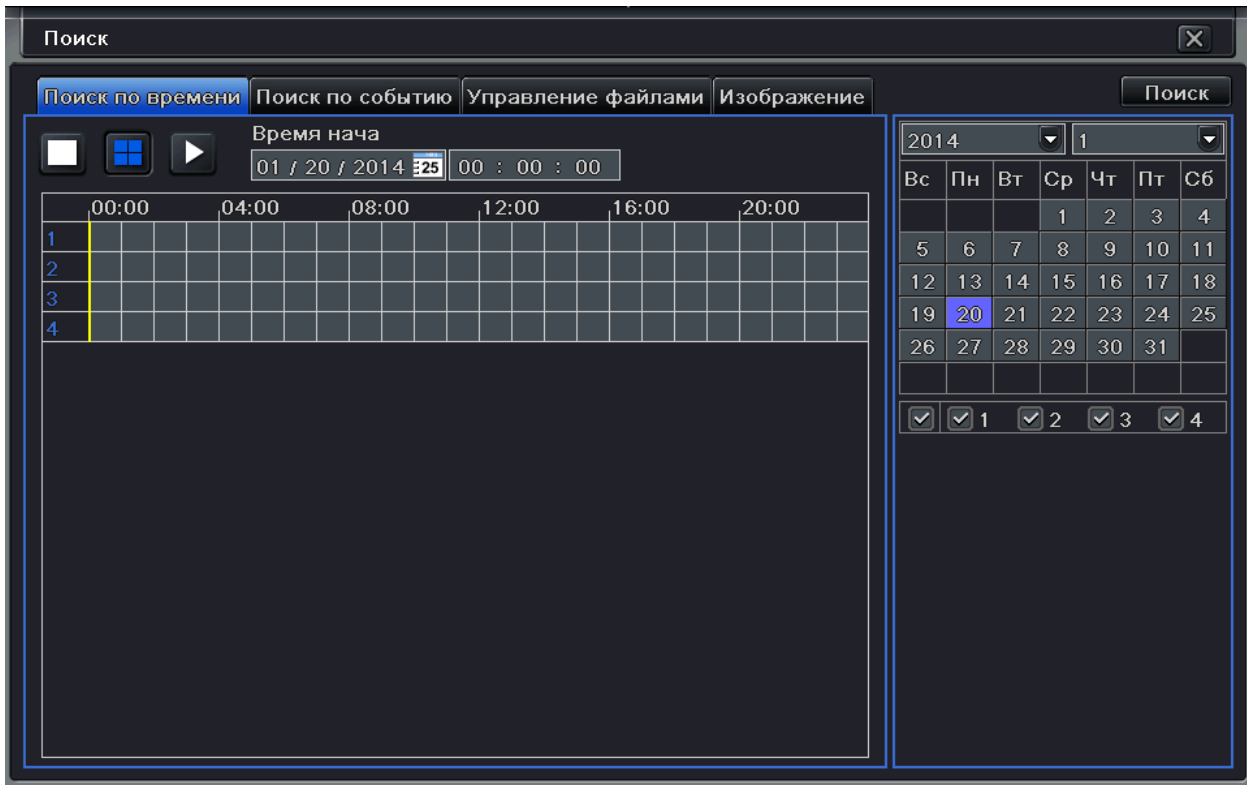 Поиск
Поиск по времени Поиск по событию Управление файлами Изображение Поиск
Время нача
01 / 20 / 2014 25 00 : 00 : 00
00:00 04:00 08:00 12:00 16:00 20:00
1
2
3
4
2014 1
Вс Пн Вт Ср Чт Пт Сб
1 2 3 4
5 6 7 8 9 10 11
12 13 14 15 16 17 18
19 20 21 22 23 24 25
26 27 28 29 30 31
1 2 3 4